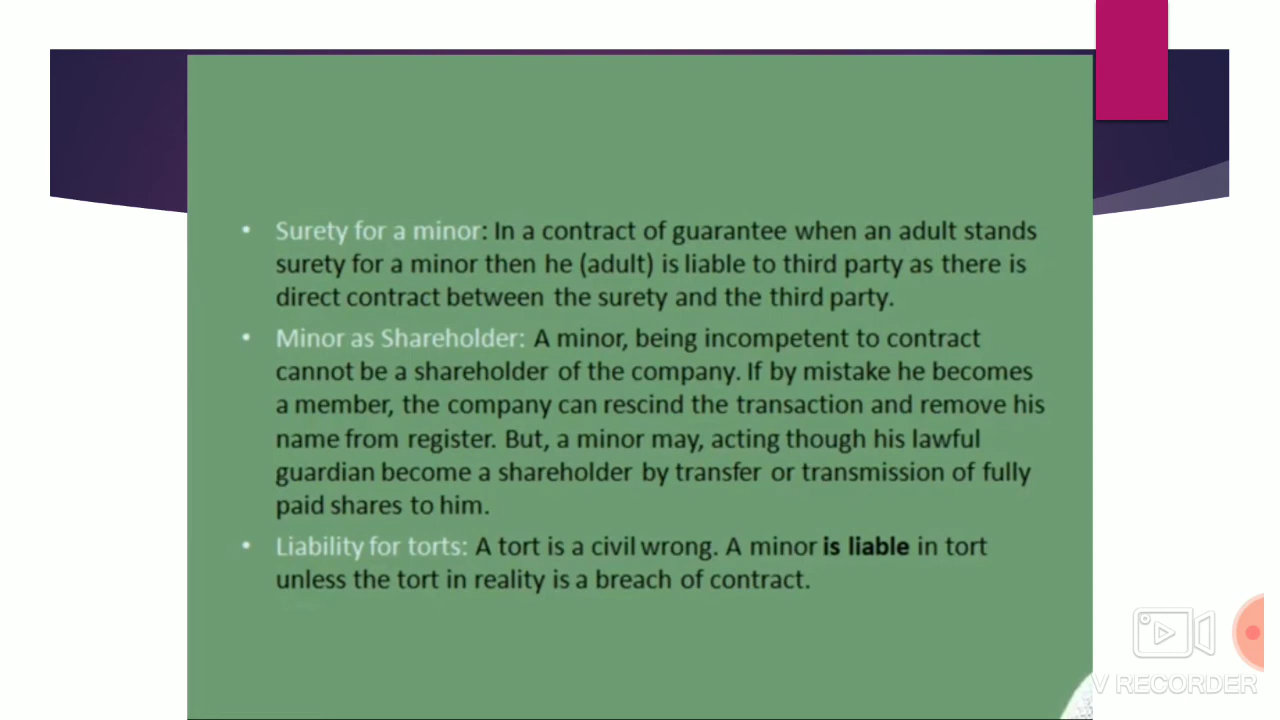 • Surety for a minor: In a contract of guarantee when an adult stands
surety for a minor then he (adult) is liable to third party as there is
direct contract between the surety and the third party.
• Minor as Shareholder: A minor, being incompetent to contract
cannot be a shareholder of the company. If by mistake he becomes
a member, the company can rescind the transaction and remove his
name from register. But, a minor may, acting though his lawful
guardian become a shareholder by transfer or transmission of fully
paid shares to him.
• Liability for torts: A tort is a civil wrong. A minor is liable in tort
unless the tort in reality is a breach of contract.
V RECORDER